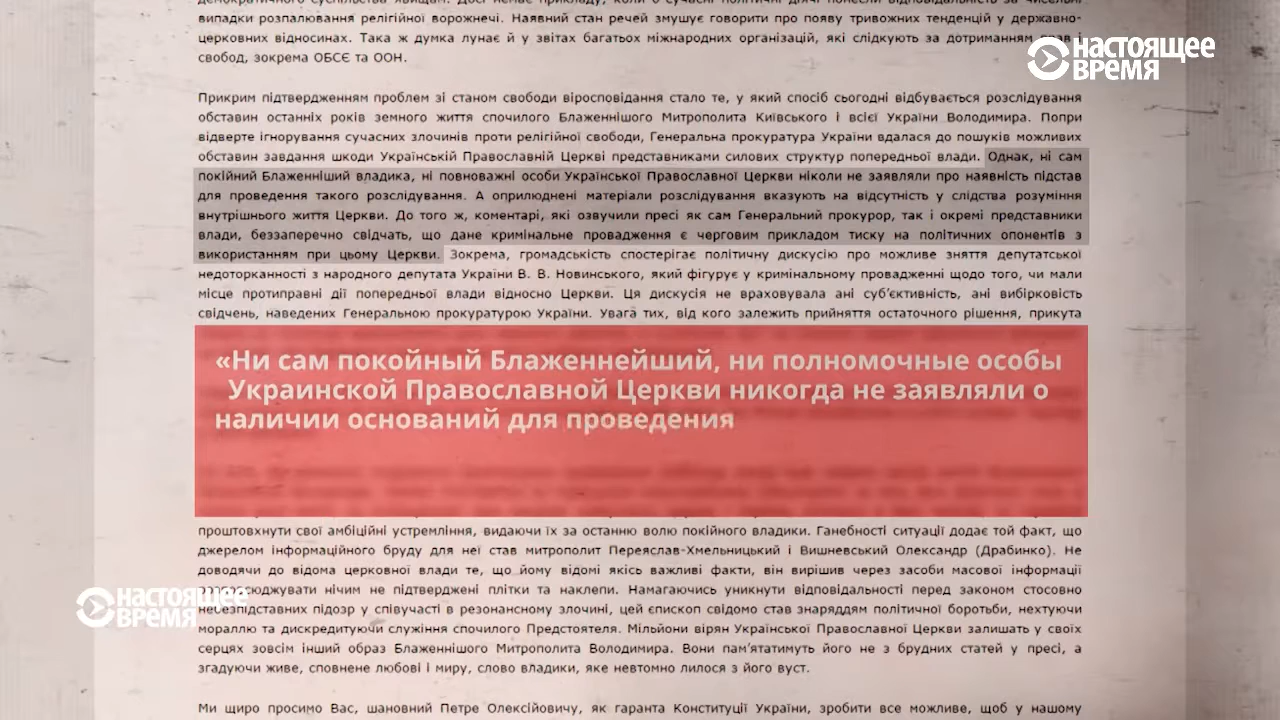 випадки розпалювання релігійної ворожнечі. Наявний стан речей змушує говорити про появу тривожних тенденцій у державно-
церковних відносинах. Така ж думка лунає й у звітах багатьох міжнародних організацій, які слідкують за дотриманням прав і
свобод, зокрема ОБСЄ та ООН.
НАСТОЯЩЕЕ
ВРЕМЯ
Прикрим підтвердженням проблем зі станом свободи віросповідання стало те, у який спосіб сьогодні відбувається розслідування
обставин останніх років земного життя спочилого Блаженнішого Митрополита Київського і всієї України Володимира. Попри
відверте ігнорування сучасних злочинів проти релігійної свободи, Генеральна прокуратура України вдалася до пошуків можливих
обставин завдання шкоди Українській Православній Церкві представниками силових структур попередньої влади. Однак, ні сам
покійний Блаженніший владика, ні повноважні особи Української Православної Церкви ніколи не заявляли про наявність підстав
для проведення такого розслідування. А оприлюднені матеріали розслідування вказують на відсутність у слідства розуміння
внутрішнього життя Церкви. До того ж, коментарі, які озвучили пресі як сам Генеральний прокурор, так і окремі представники
влади, беззаперечно свідчать, що дане кримінальне провадження є черговим прикладом тиску на політичних опонентів з
використанням при цьому Церкви. Зокрема, громадськість спостерігає політичну дискусію про можливе зняття депутатської
недоторканності з народного депутата України В. В. Новинського, який фігурує у кримінальному провадженні щодо того, чи мали
місце протиправні дії попередньої влади відносно Церкви. Ця дискусія не враховувала ані суб'єктивність, ані вибірковість
свідчень, наведених Генеральною прокуратурою України. Увага тих, від кого залежить прийняття остаточного рішення, прикута
«Ни сам покойный Блаженнейший, ни полномочные особы
Украинской Православной Церкви никогда не заявляли о
наличии оснований для проведения
проштовхнути свої амбіційні устремління, видаючи їх за останню волю покійного владики. Ганебності ситуації додає той факт, що
джерелом інформаційного бруду для неї став митрополит Переяслав-Хмельницький і Вишневський Олександр (Драбинко). Не
доводячи до відома церковної влади те, що йому відомі якісь важливі факти, він вирішив через засоби масової інформації
розповсюджувати нічим не підтверджені плітки та наклепи. Намагаючись уникнути відповідальності перед законом стосовно
небезпідставних підозр у співучасті в резонансному злочині, цей єпископ свідомо став знаряддям політичної боротьби, нехтуючи
НАСТОЯЩЕЕ
ВРЕМЯ
мораллю та дискредитуючи служіння спочилого Предстоятеля. Мільйони вірян Української Православної Церкви залишать у своїх
серцях зовсім інший образ Блаженнішого Митрополита Володимира. Вони пам'ятатимуть його не з брудних статей у пресі, а
згадуючи живе, сповнене любові і миру, слово владики, яке невтомно лилося з його вуст.
Ми щиро просимо Вас, шановний Петре Олексійовичу, як гаранта Конституції України, зробити все можливе, щоб у нашому